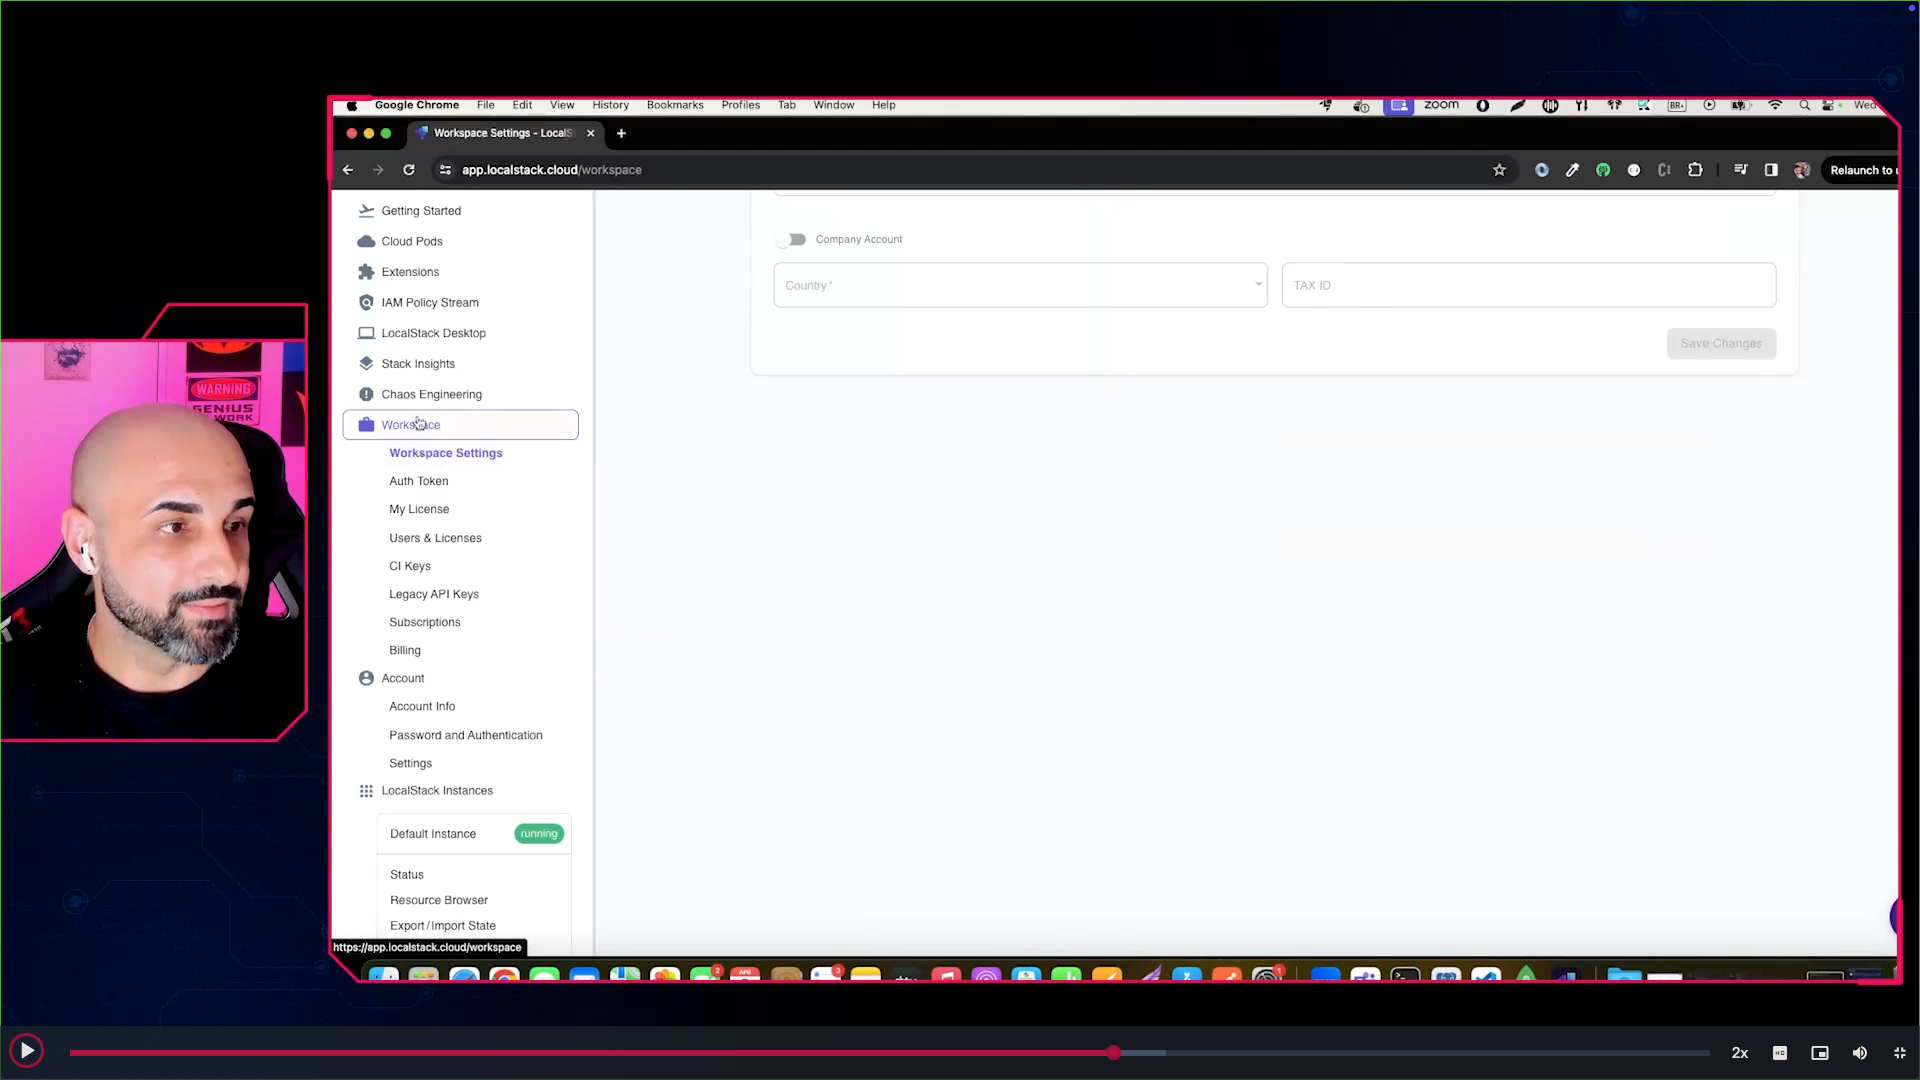 Google Chrome File Edit View History Bookmarks Profiles Tab Window Help zoom Wed
Workspace Settings - LocalS
app.localstack.cloud/workspace
Relaunch to u
Getting Started
Cloud Pods
Extensions
IAM Policy Stream
LocalStack Desktop
Stack Insights
Chaos Engineering
Workspace
Workspace Settings
Auth Token
My License
Users & Licenses
CI Keys
Legacy API Keys
Subscriptions
Billing
Account
Account Info
Password and Authentication
Settings
LocalStack Instances
Default Instance running
Status
Resource Browser
Export/Import State
https://app.localstack.cloud/workspace
Company Account
Country*
TAX ID
Save Changes
WARNING
GENIUS
WORK
2x